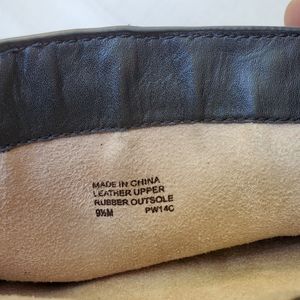 MADE IN CHINA
LEATHER UPPER
RUBBER OUTSOLE
9½M PW14C